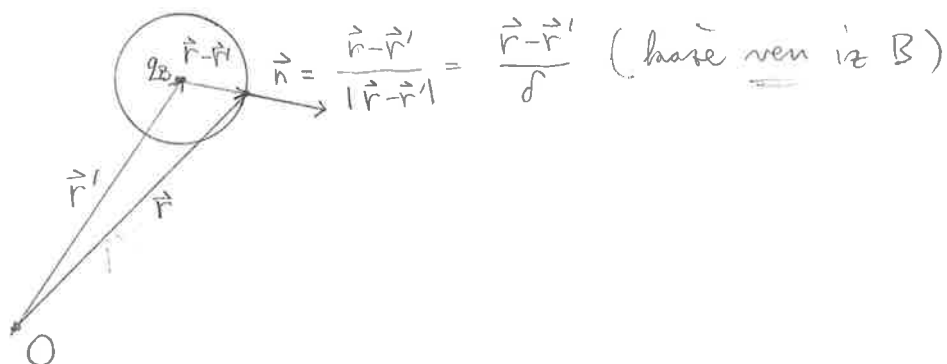 q_B
r⃗-r⃗'
n⃗ = (r⃗-r⃗')/|r⃗-r⃗'| = (r⃗-r⃗')/δ (kaže ven iz B)
r⃗'
r⃗
O